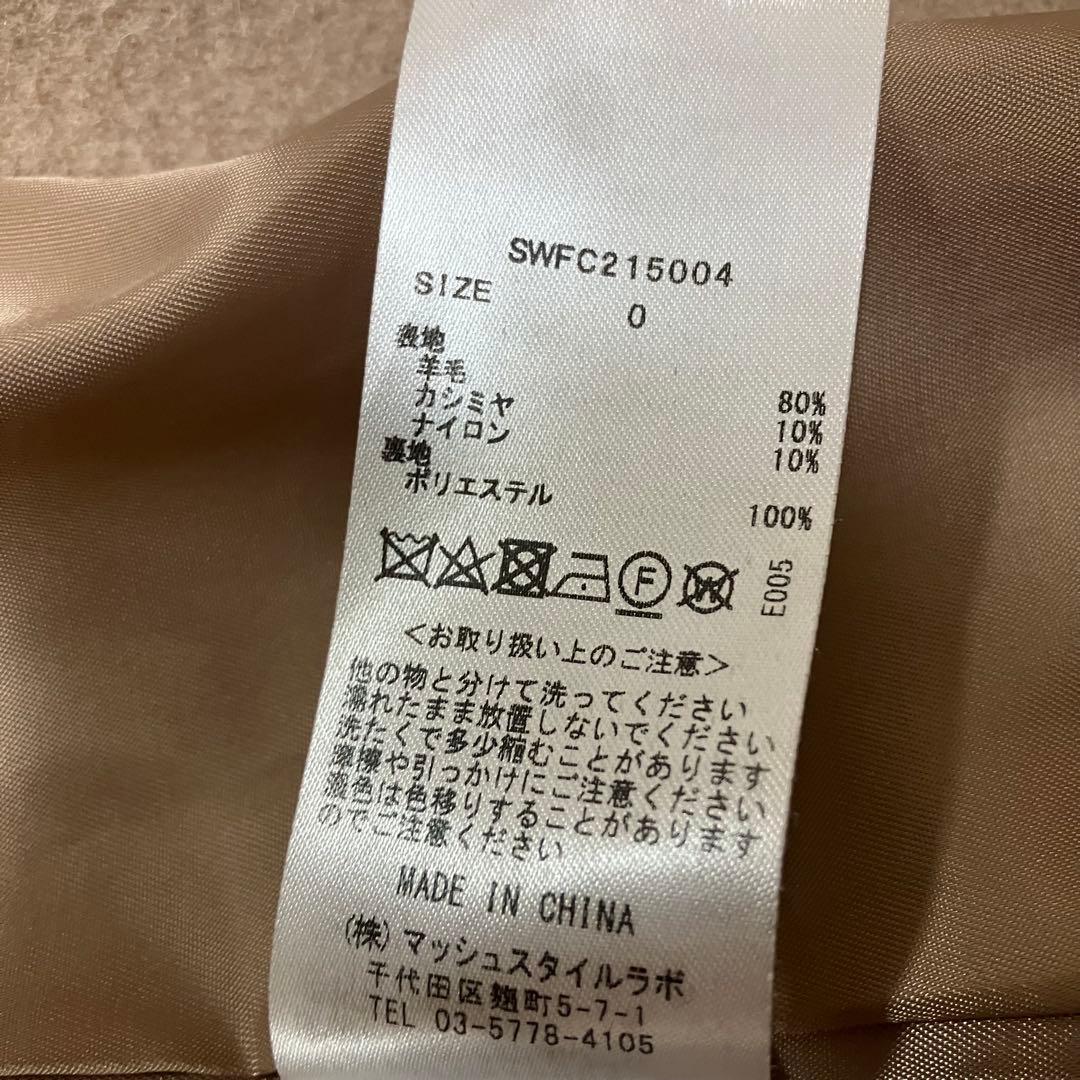 SWFC215004
SIZE 0
表地
羊毛 80%
カシミヤ 10%
ナイロン 10%
裏地
ポリエステル 100%
F W E005
<お取り扱い上のご注意>
他の物と分けて洗ってください
濡れたまま放置しないでください
洗たくで多少縮むことがあります
摩擦や引っかけにご注意ください
濃色は色移りすることがあります
のでご注意ください
MADE IN CHINA
(株)マッシュスタイルラボ
千代田区麹町5-7-1
TEL 03-5778-4105